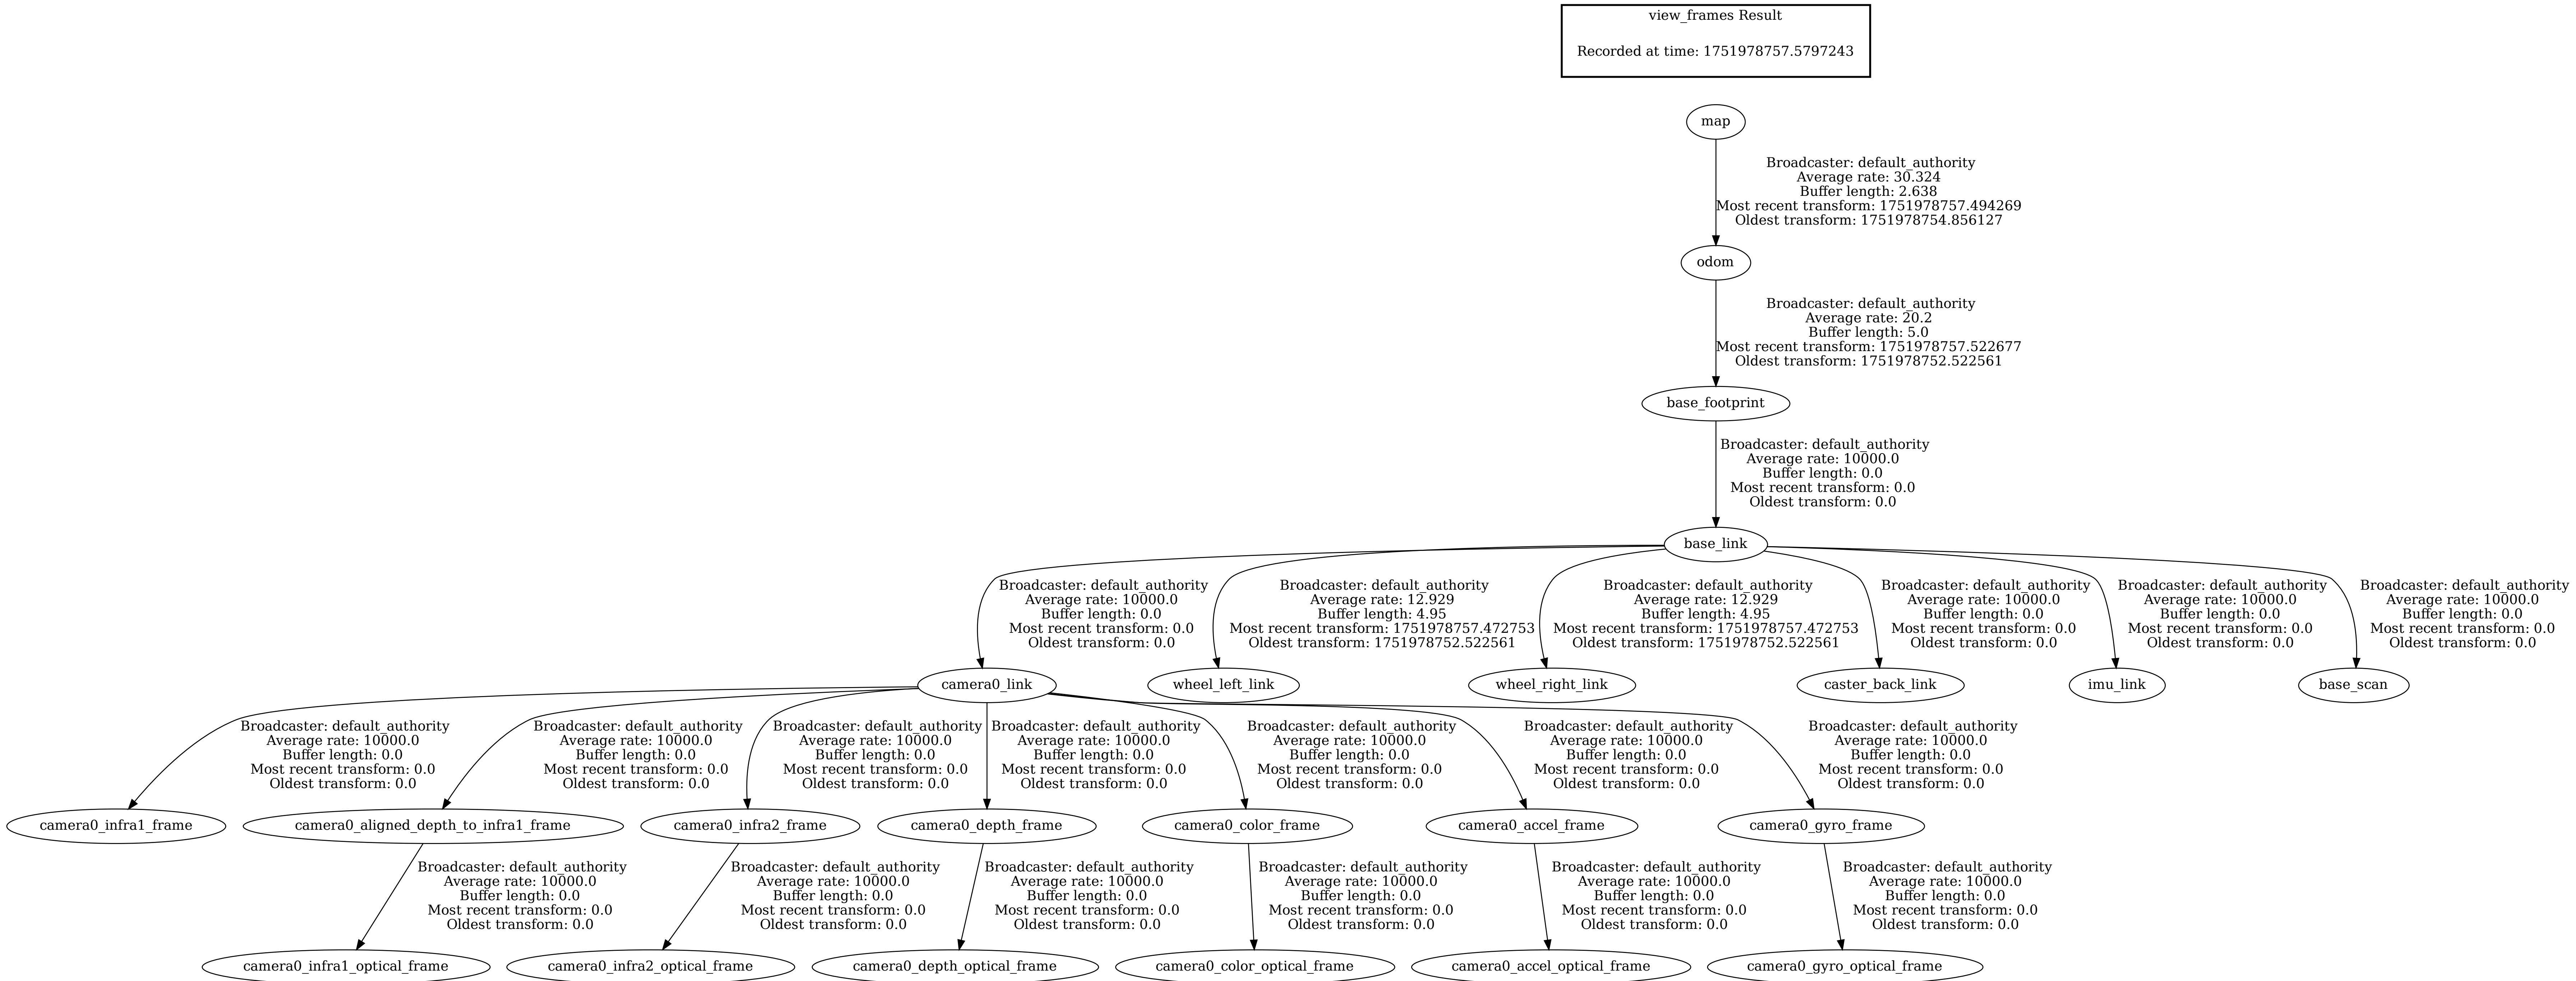 view_frames Result
Recorded at time: 1751978757.5797243
map
Broadcaster: default_authority
Average rate: 30.324
Buffer length: 2.638
Most recent transform: 1751978757.494269
Oldest transform: 1751978754.856127
odom
Broadcaster: default_authority
Average rate: 20.2
Buffer length: 5.0
Most recent transform: 1751978757.522677
Oldest transform: 1751978752.522561
base_footprint
Broadcaster: default_authority
Average rate: 10000.0
Buffer length: 0.0
Most recent transform: 0.0
Oldest transform: 0.0
base_link
Broadcaster: default_authority
Average rate: 10000.0
Buffer length: 0.0
Most recent transform: 0.0
Oldest transform: 0.0
Broadcaster: default_authority
Average rate: 12.929
Buffer length: 4.95
Most recent transform: 1751978757.472753
Oldest transform: 1751978752.522561
Broadcaster: default_authority
Average rate: 12.929
Buffer length: 4.95
Most recent transform: 1751978757.472753
Oldest transform: 1751978752.522561
Broadcaster: default_authority
Average rate: 10000.0
Buffer length: 0.0
Most recent transform: 0.0
Oldest transform: 0.0
Broadcaster: default_authority
Average rate: 10000.0
Buffer length: 0.0
Most recent transform: 0.0
Oldest transform: 0.0
Broadcaster: default_authority
Average rate: 10000.0
Buffer length: 0.0
Most recent transform: 0.0
Oldest transform: 0.0
camera0_link
wheel_left_link
wheel_right_link
caster_back_link
imu_link
base_scan
Broadcaster: default_authority
Average rate: 10000.0
Buffer length: 0.0
Most recent transform: 0.0
Oldest transform: 0.0
Broadcaster: default_authority
Average rate: 10000.0
Buffer length: 0.0
Most recent transform: 0.0
Oldest transform: 0.0
Broadcaster: default_authority
Average rate: 10000.0
Buffer length: 0.0
Most recent transform: 0.0
Oldest transform: 0.0
Broadcaster: default_authority
Average rate: 10000.0
Buffer length: 0.0
Most recent transform: 0.0
Oldest transform: 0.0
Broadcaster: default_authority
Average rate: 10000.0
Buffer length: 0.0
Most recent transform: 0.0
Oldest transform: 0.0
Broadcaster: default_authority
Average rate: 10000.0
Buffer length: 0.0
Most recent transform: 0.0
Oldest transform: 0.0
Broadcaster: default_authority
Average rate: 10000.0
Buffer length: 0.0
Most recent transform: 0.0
Oldest transform: 0.0
camera0_infra1_frame
camera0_aligned_depth_to_infra1_frame
camera0_infra2_frame
camera0_depth_frame
camera0_color_frame
camera0_accel_frame
camera0_gyro_frame
Broadcaster: default_authority
Average rate: 10000.0
Buffer length: 0.0
Most recent transform: 0.0
Oldest transform: 0.0
Broadcaster: default_authority
Average rate: 10000.0
Buffer length: 0.0
Most recent transform: 0.0
Oldest transform: 0.0
Broadcaster: default_authority
Average rate: 10000.0
Buffer length: 0.0
Most recent transform: 0.0
Oldest transform: 0.0
Broadcaster: default_authority
Average rate: 10000.0
Buffer length: 0.0
Most recent transform: 0.0
Oldest transform: 0.0
Broadcaster: default_authority
Average rate: 10000.0
Buffer length: 0.0
Most recent transform: 0.0
Oldest transform: 0.0
Broadcaster: default_authority
Average rate: 10000.0
Buffer length: 0.0
Most recent transform: 0.0
Oldest transform: 0.0
camera0_infra1_optical_frame
camera0_infra2_optical_frame
camera0_depth_optical_frame
camera0_color_optical_frame
camera0_accel_optical_frame
camera0_gyro_optical_frame